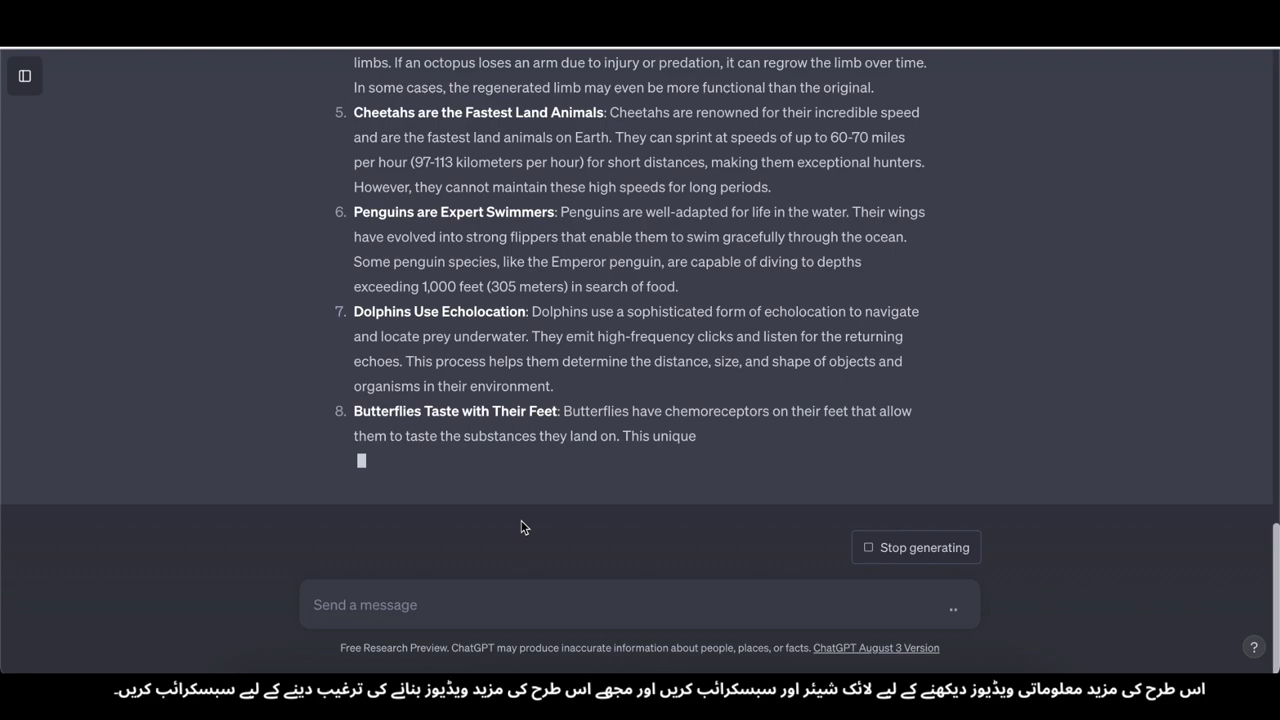 limbs. If an octopus loses an arm due to injury or predation, it can regrow the limb over time.
In some cases, the regenerated limb may even be more functional than the original.
5. Cheetahs are the Fastest Land Animals: Cheetahs are renowned for their incredible speed
and are the fastest land animals on Earth. They can sprint at speeds of up to 60-70 miles
per hour (97-113 kilometers per hour) for short distances, making them exceptional hunters.
However, they cannot maintain these high speeds for long periods.
6. Penguins are Expert Swimmers: Penguins are well-adapted for life in the water. Their wings
have evolved into strong flippers that enable them to swim gracefully through the ocean.
Some penguin species, like the Emperor penguin, are capable of diving to depths
exceeding 1,000 feet (305 meters) in search of food.
7. Dolphins Use Echolocation: Dolphins use a sophisticated form of echolocation to navigate
and locate prey underwater. They emit high-frequency clicks and listen for the returning
echoes. This process helps them determine the distance, size, and shape of objects and
organisms in their environment.
8. Butterflies Taste with Their Feet: Butterflies have chemoreceptors on their feet that allow
them to taste the substances they land on. This unique
Stop generating
Send a message
Free Research Preview. ChatGPT may produce inaccurate information about people, places, or facts. ChatGPT August 3 Version
?
اس طرح کی مزید معلوماتی ویڈیوز دیکھنے کے لیے لائک شیئر اور سبسکرائب کریں اور مجھے اس طرح کی مزید ویڈیوز بنانے کی ترغیب دینے کے لیے سبسکرائب کریں۔